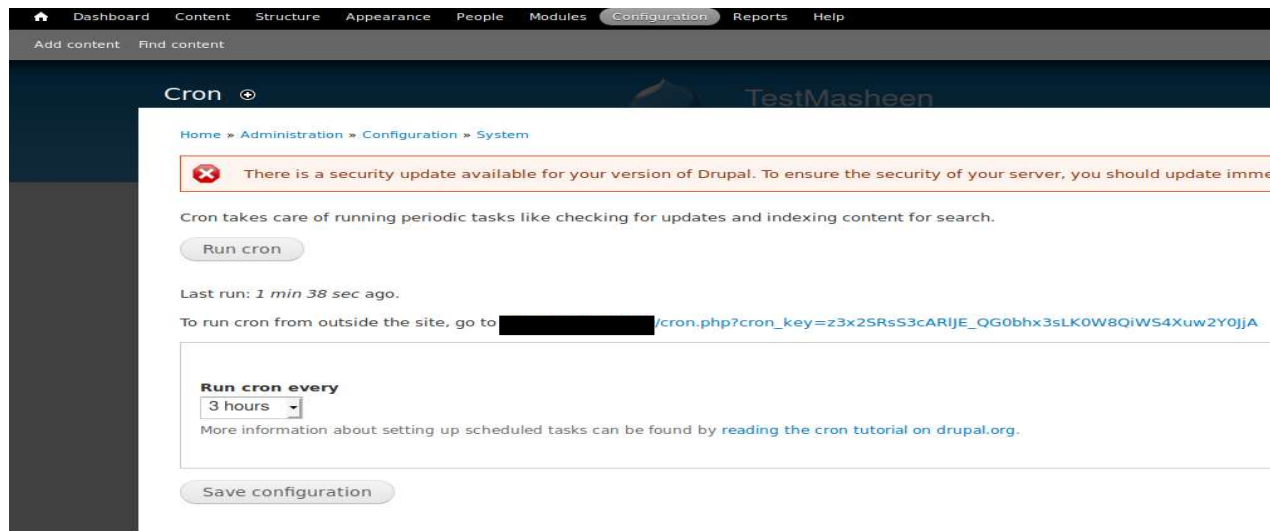 Dashboard Content Structure Appearance People Modules Configuration Reports Help
Add content Find content
Cron
TestMasheen
Home » Administration » Configuration » System
There is a security update available for your version of Drupal. To ensure the security of your server, you should update imme
Cron takes care of running periodic tasks like checking for updates and indexing content for search.
Run cron
Last run: 1 min 38 sec ago.
To run cron from outside the site, go to /cron.php?cron_key=z3x2SRsS3cARlJE_QG0bhx3sLK0W8QiWS4Xuw2Y0JjA
Run cron every
3 hours
More information about setting up scheduled tasks can be found by reading the cron tutorial on drupal.org.
Save configuration